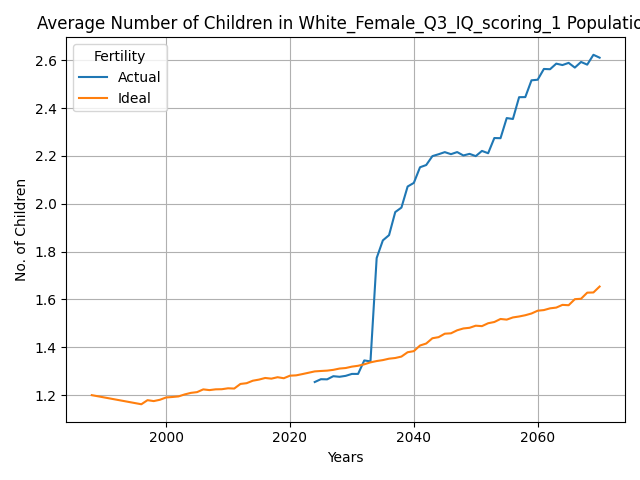 Average Number of Children in White_Female_Q3_IQ_scoring_1 Populatio
Fertility
Actual
Ideal
No. of Children
2.6
2.4
2.2
2.0
1.8
1.6
1.4
1.2
2000
2020
2040
2060
Years